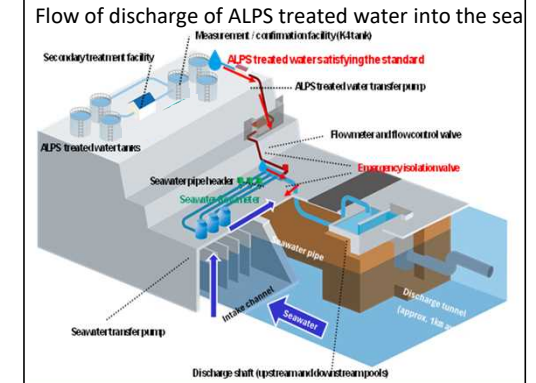 Flow of discharge of ALPS treated water into the sea
Measurement / confirmation facility (K4 tank)
Secondary treatment facility
ALPS treated water satisfying the standard
ALPS treated water transfer pump
ALPS treated water tanks
Flowmeter and flow control valve
Emergency isolation valve
Seawater pipe header
Seawater flowmeter
Seawater pipe
Intake channel
Discharge tunnel
(approx. 1km
Seawater
Seawater transfer pump
Discharge shaft (upstream and downstream pools)